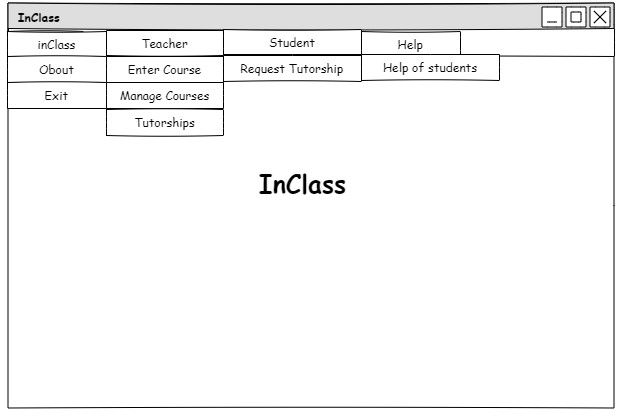 InClass
inClass Teacher Student Help
Obout Enter Course Request Tutorship Help of students
Exit Manage Courses
Tutorships
InClass